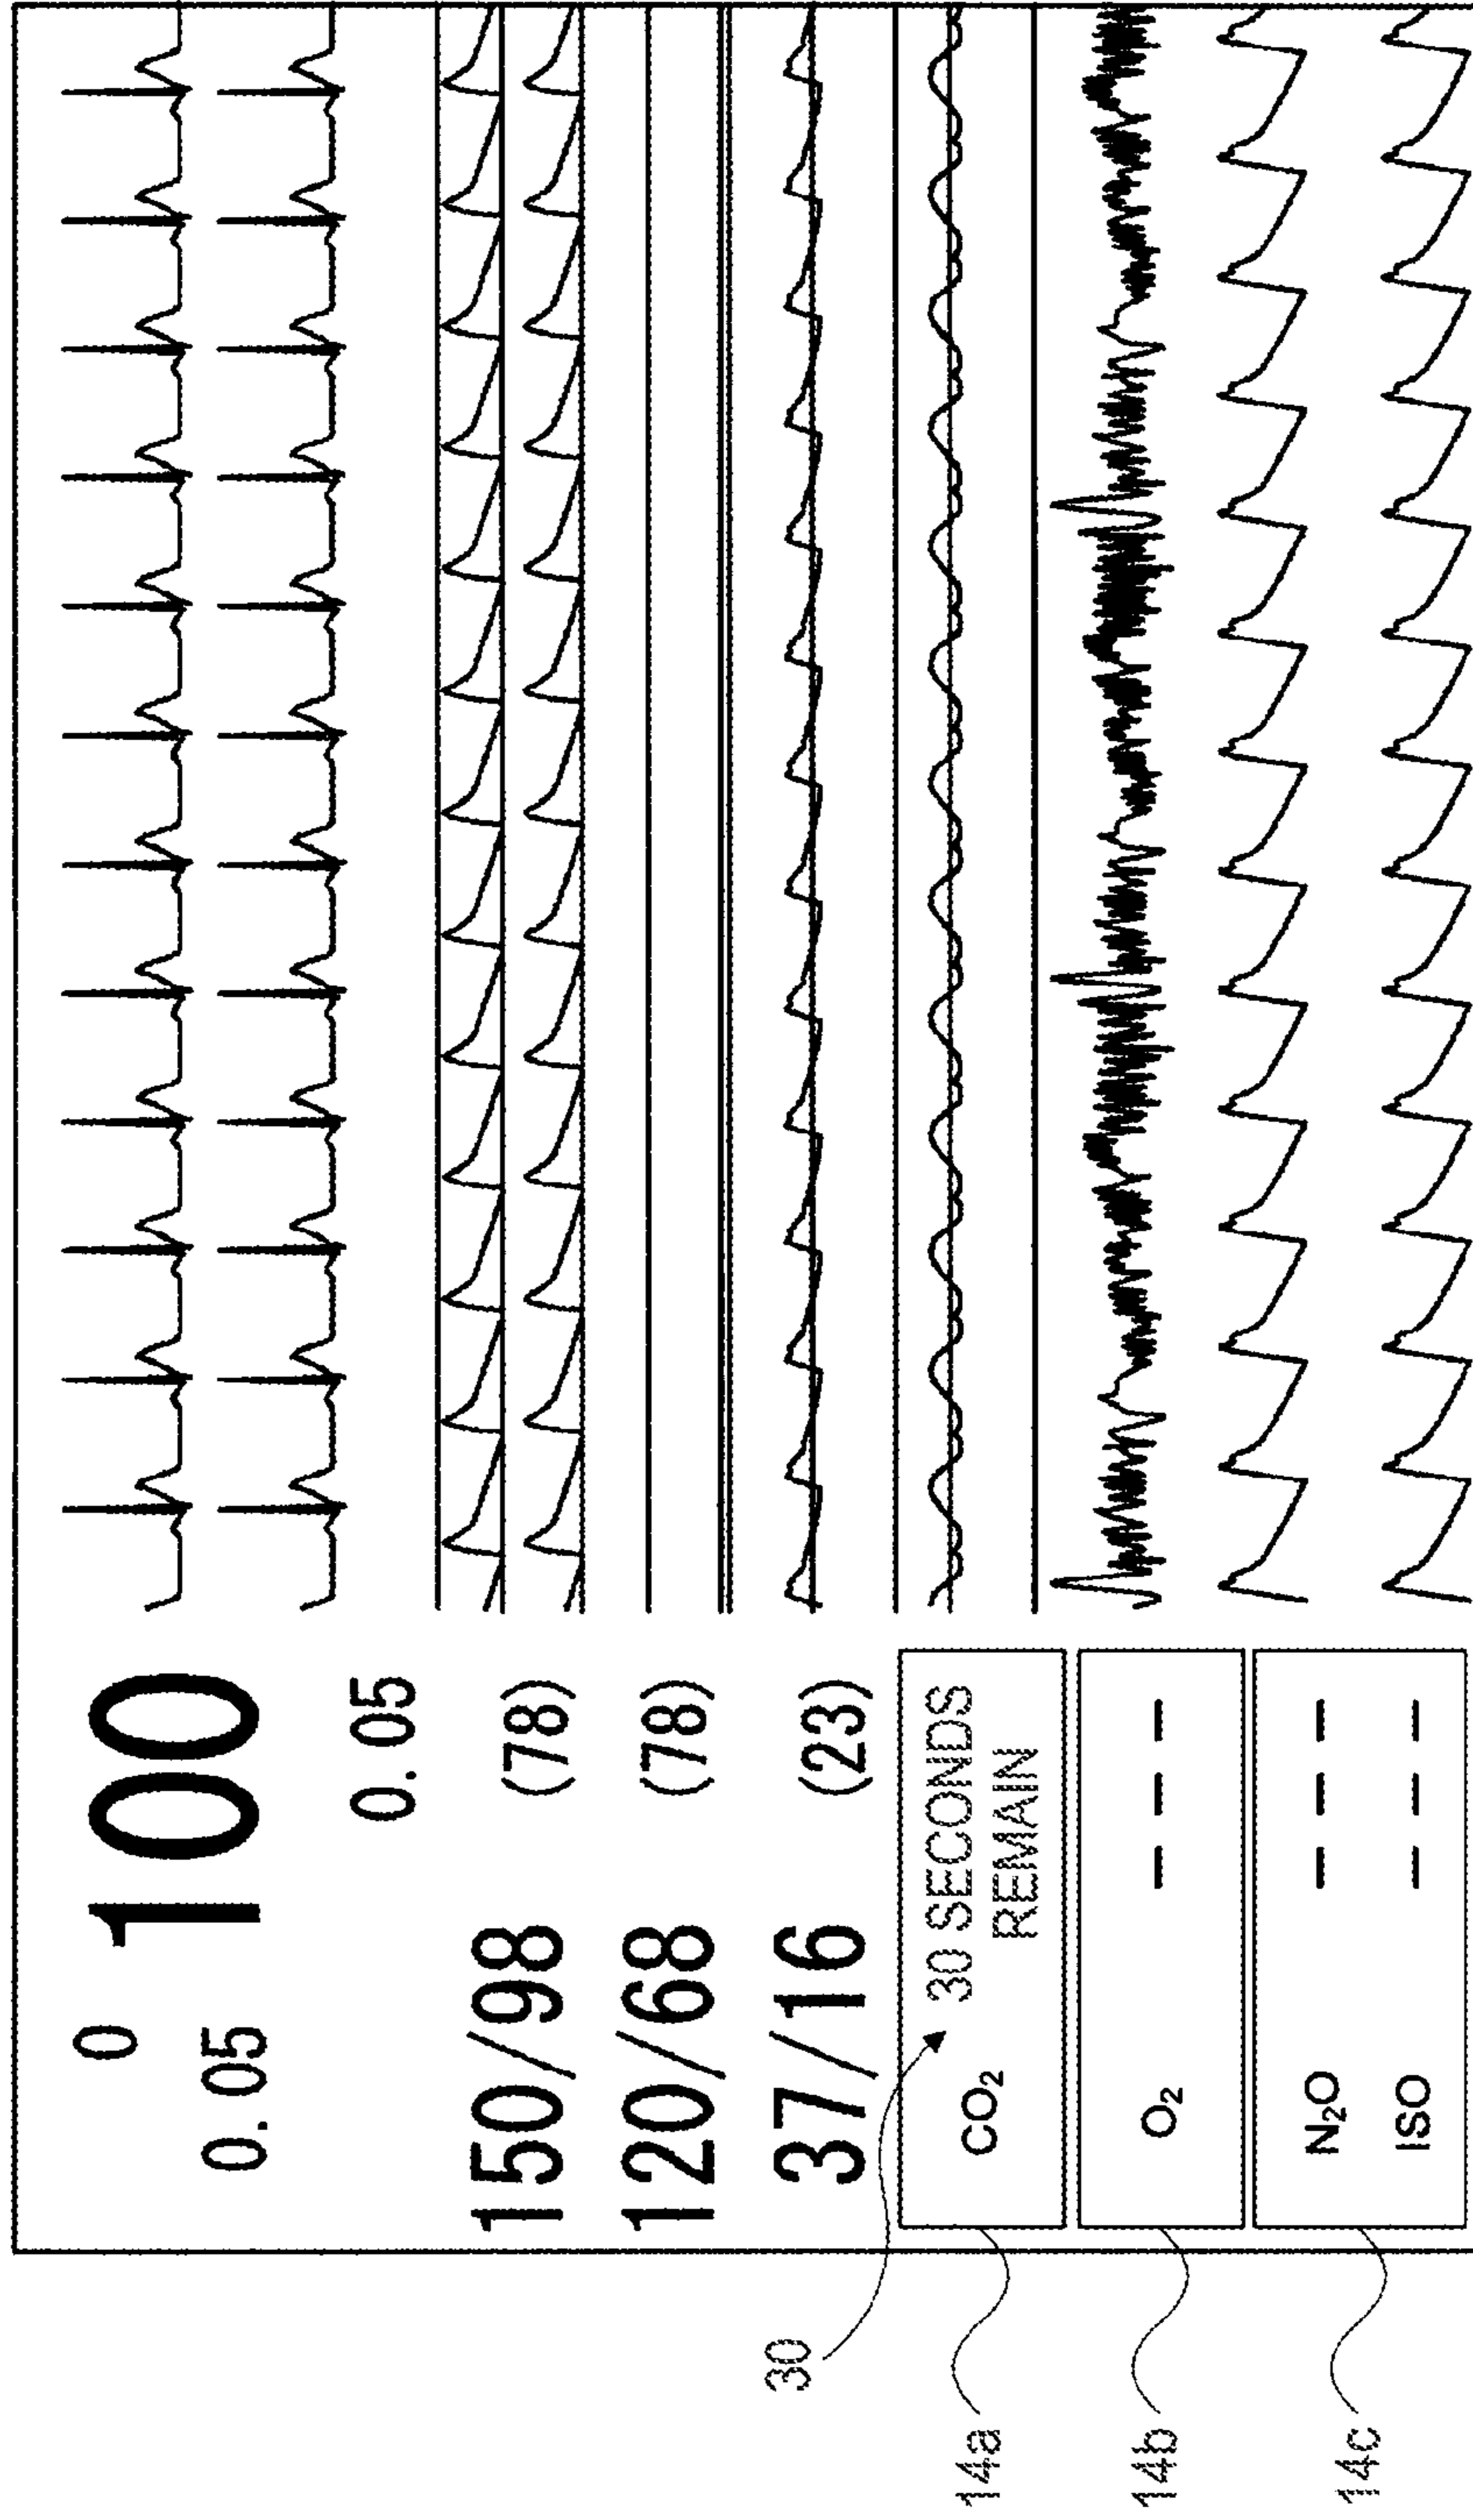 0 100
0.05
0.05
150/98 (78)
120/68 (78)
37/16 (23)
30
14a
CO₂ 30 SECONDS
REMAIN
14b
O₂ – – –
14c
N₂O – – –
ISO – – –